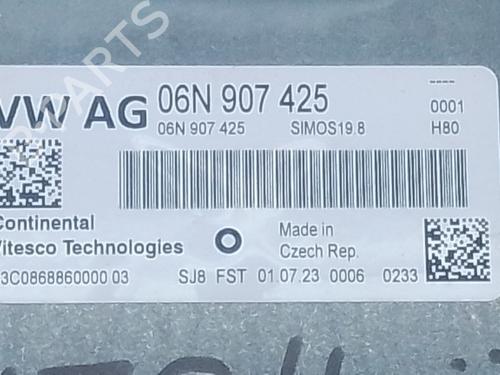 VW AG 06N 907 425
06N 907 425 SIMOS19.8
----
0001
H80
Continental
Vitesco Technologies
Made in
Czech Rep.
3C0868860000 03 SJ8 FST 01.07.23 0006 0233